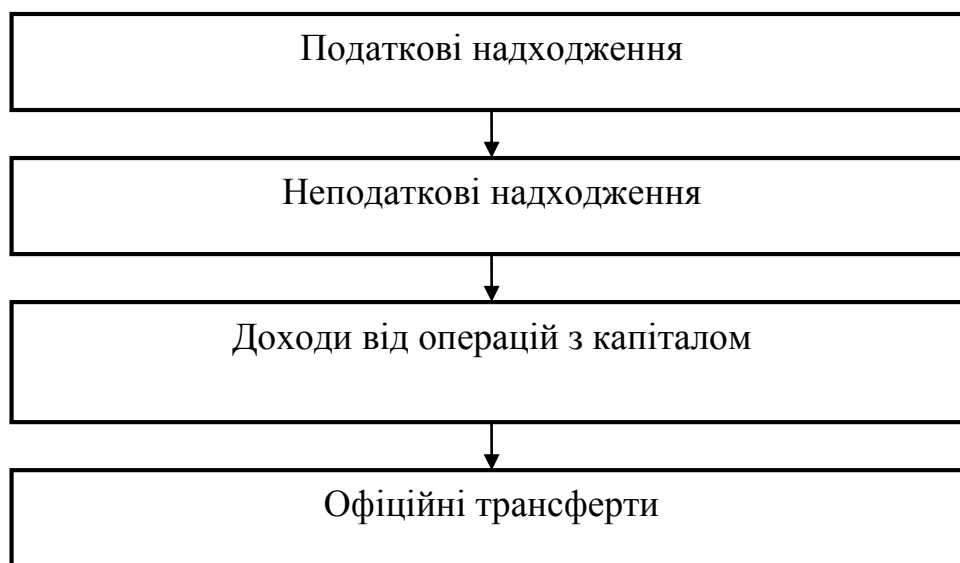 Податкові надходження
Неподаткові надходження
Доходи від операцій з капіталом
Офіційні трансферти